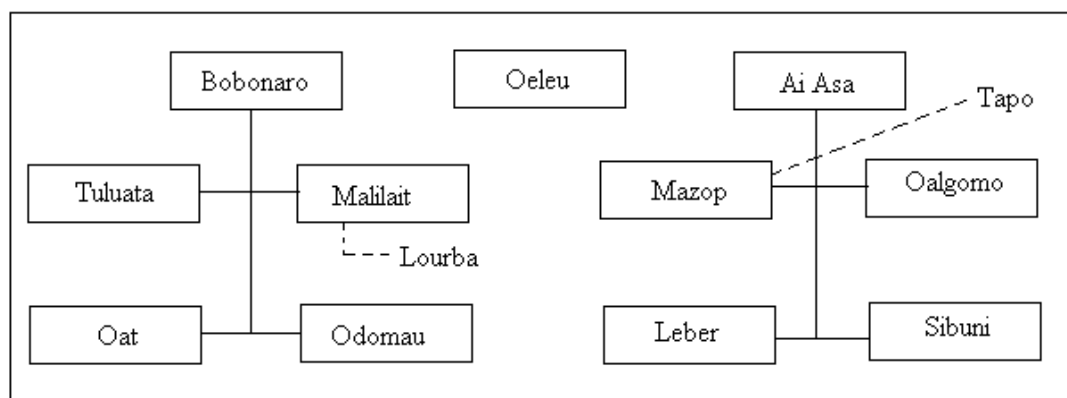 Bobonaro
Oeleu
Ai Asa
Tapo
Tuluata
Malilait
Mazop
Oalgomo
Lourba
Oat
Odomau
Leber
Sibuni